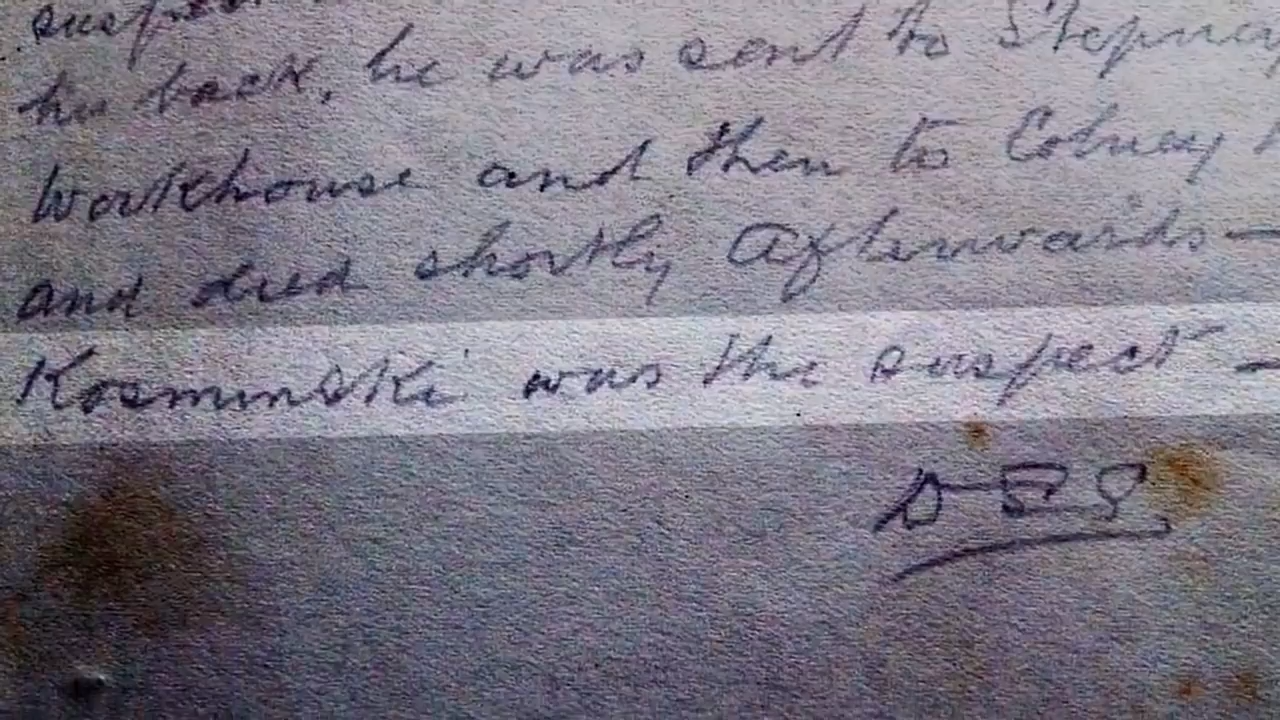 his back, he was sent to Stepney
Workhouse and then to Colney
and died shortly afterwards —
Kosminski was the suspect —
DSS